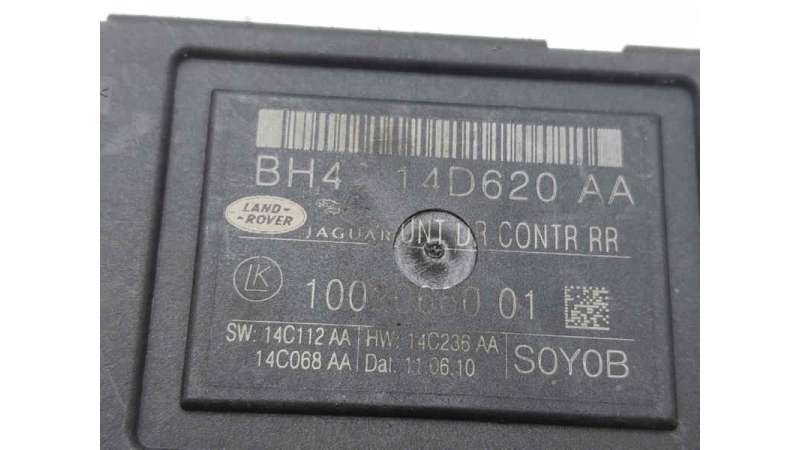 BH4 14D620 AA
LAND-
ROVER
JAGUAR UNT DR CONTR RR
LK 01
SW: 14C112 AA HW: 14C236 AA
14C068 AA Dat: 11.06.10 SOYOB